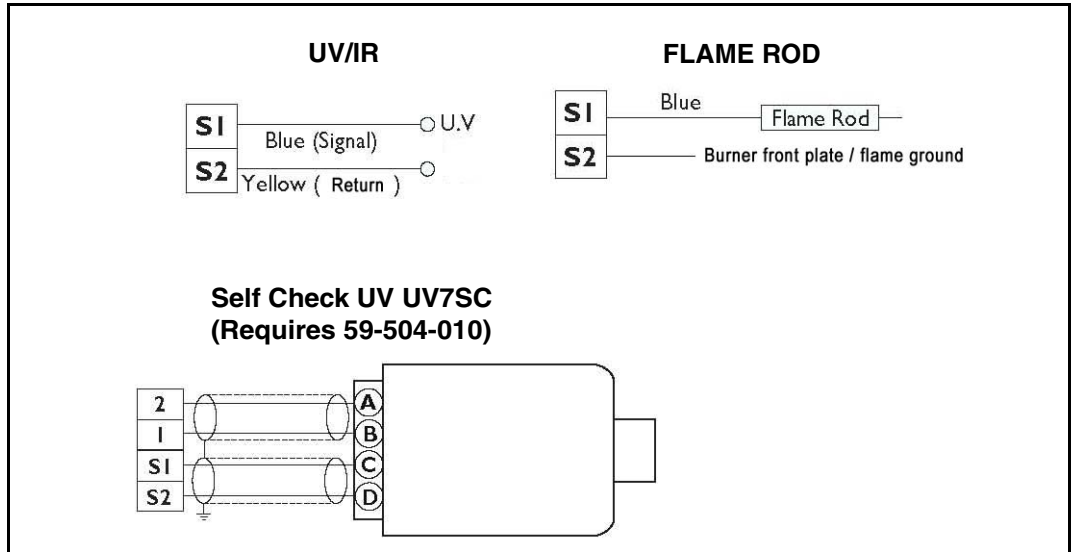 UV/IR
S1
Blue (Signal)
U.V
S2
Yellow ( Return )
FLAME ROD
S1
Blue
Flame Rod
S2
Burner front plate / flame ground
Self Check UV UV7SC
(Requires 59-504-010)
2
A
1
B
S1
C
S2
D